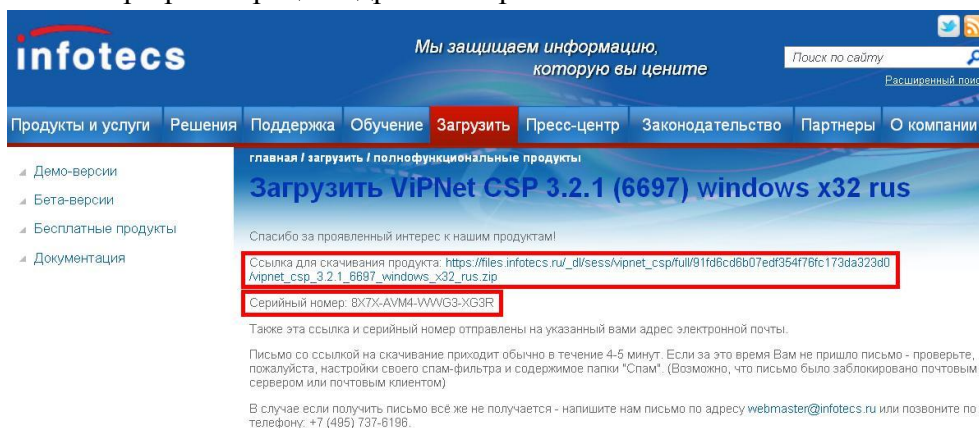 infotecs
Мы защищаем информацию,
которую вы цените
Поиск по сайту
Расширенный поис
Продукты и услуги Решения Поддержка Обучение Загрузить Пресс-центр Законодательство Партнеры О компании
Демо-версии
Бета-версии
Бесплатные продукты
Документация
главная / загрузить / полнофункциональные продукты
Загрузить ViPNet CSP 3.2.1 (6697) windows x32 rus
Спасибо за проявленный интерес к нашим продуктам!
Ссылка для скачивания продукта: https://files.infotecs.ru/_dl/sess/vipnet_csp/full/91fd6cd6b07edf354f76fc173da323d0
/vipnet_csp_3.2.1_6697_windows_x32_rus.zip
Серийный номер: 8X7X-AVM4-WWG3-XG3R
Также эта ссылка и серийный номер отправлены на указанный вами адрес электронной почты.
Письмо со ссылкой на скачивание приходит обычно в течение 4-5 минут. Если за это время Вам не пришло письмо - проверьте,
пожалуйста, настройки своего спам-фильтра и содержимое папки "Спам". (Возможно, что письмо было заблокировано почтовым
сервером или почтовым клиентом)
В случае если получить письмо всё же не получается - напишите нам письмо по адресу webmaster@infotecs.ru или позвоните по
телефону: +7 (495) 737-6196.